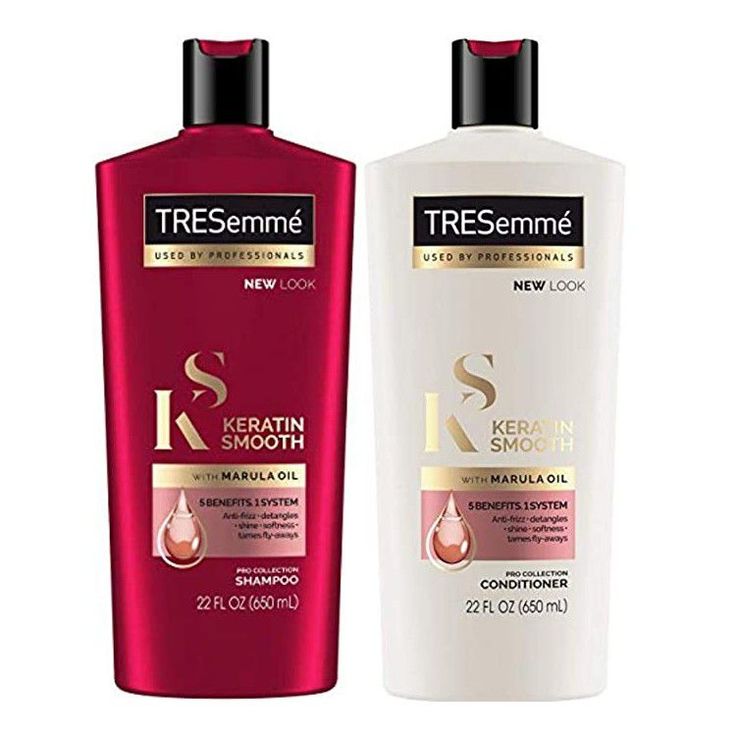 TRESemmé
USED BY PROFESSIONALS
NEW LOOK
KS
KERATIN
SMOOTH
WITH MARULA OIL
5 BENEFITS, 1 SYSTEM
Anti-frizz • detangles
• shine • softness •
tames fly-aways
PRO COLLECTION
SHAMPOO
22 FL OZ (650 mL)
TRESemmé
USED BY PROFESSIONALS
NEW LOOK
KS
KERATIN
SMOOTH
WITH MARULA OIL
5 BENEFITS, 1 SYSTEM
Anti-frizz • detangles
• shine • softness •
tames fly-aways
PRO COLLECTION
CONDITIONER
22 FL OZ (650 mL)